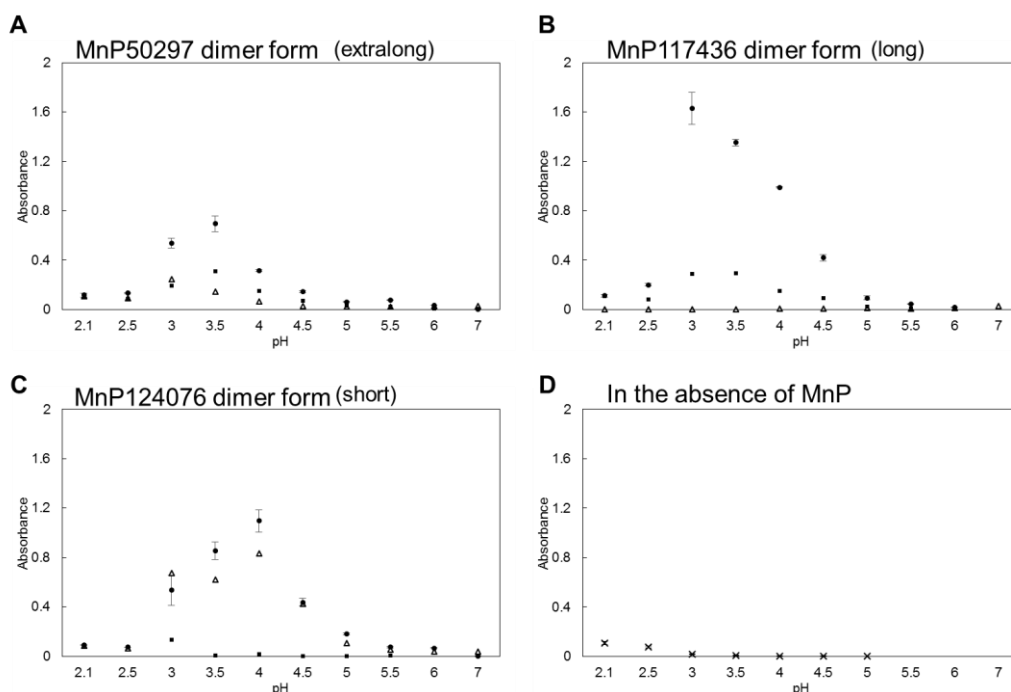 A
MnP50297 dimer form (extralong)
2
1.6
1.2
0.8
0.4
0
Absorbance
2.1 2.5 3 3.5 4 4.5 5 5.5 6 7
pH
B
MnP117436 dimer form (long)
2
1.6
1.2
0.8
0.4
0
Absorbance
2.1 2.5 3 3.5 4 4.5 5 5.5 6 7
pH
C
MnP124076 dimer form (short)
2
1.6
1.2
0.8
0.4
0
Absorbance
2.1 2.5 3 3.5 4 4.5 5 5.5 6 7
pH
D
In the absence of MnP
2
1.6
1.2
0.8
0.4
0
Absorbance
2.1 2.5 3 3.5 4 4.5 5 5.5 6 7
pH